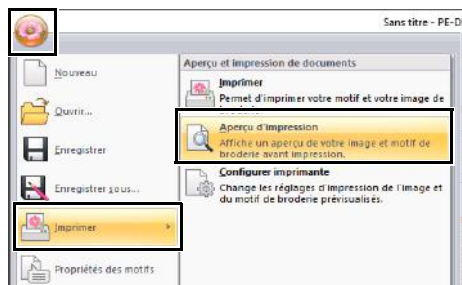 Sans titre - PE-D
Nouveau
Ouvrir...
Enregistrer
Enregistrer sous...
Imprimer
Propriétés des motifs
Aperçu et impression de documents
Imprimer
Permet d'imprimer votre motif et votre image de
Aperçu d'impression
Affiche un aperçu de votre image et motif de
broderie avant impression.
Configurer imprimante
Change les réglages d'impression de l'image et
du motif de broderie prévisualisés.